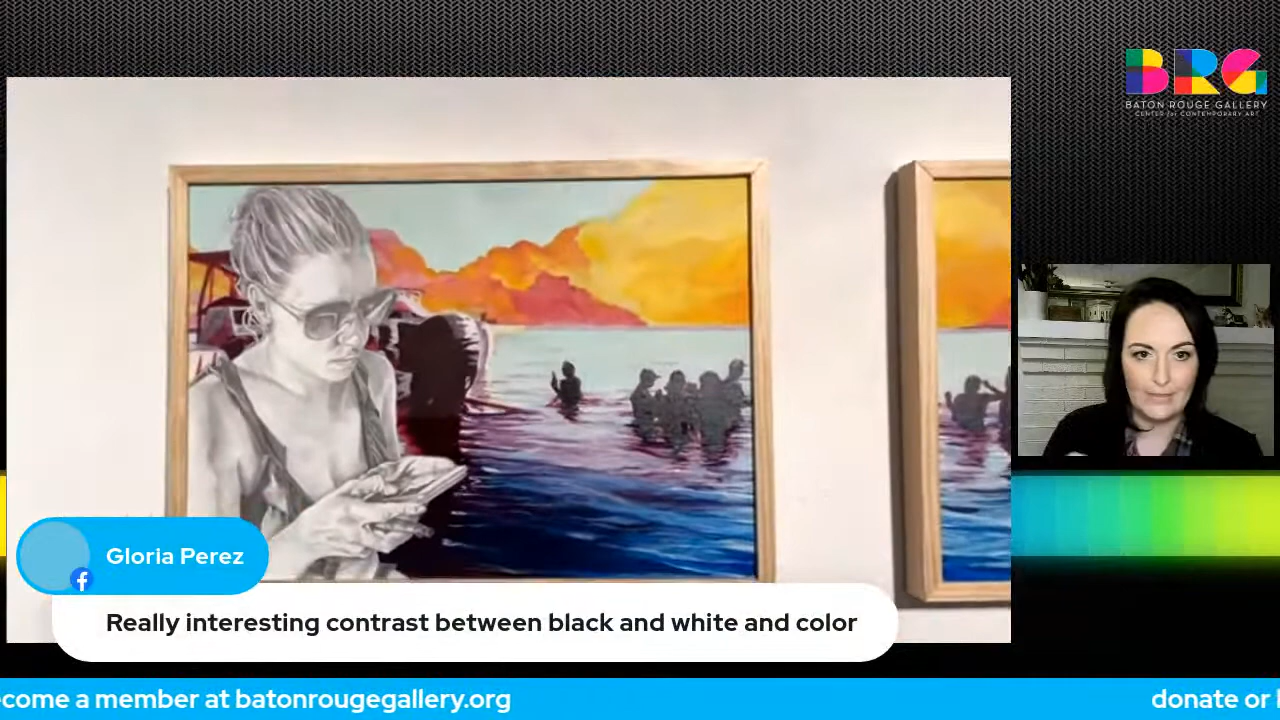 BRG
BATON ROUGE GALLERY
CENTER for CONTEMPORARY ART
Gloria Perez
Really interesting contrast between black and white and color
ecome a member at batonrougegallery.org
donate or